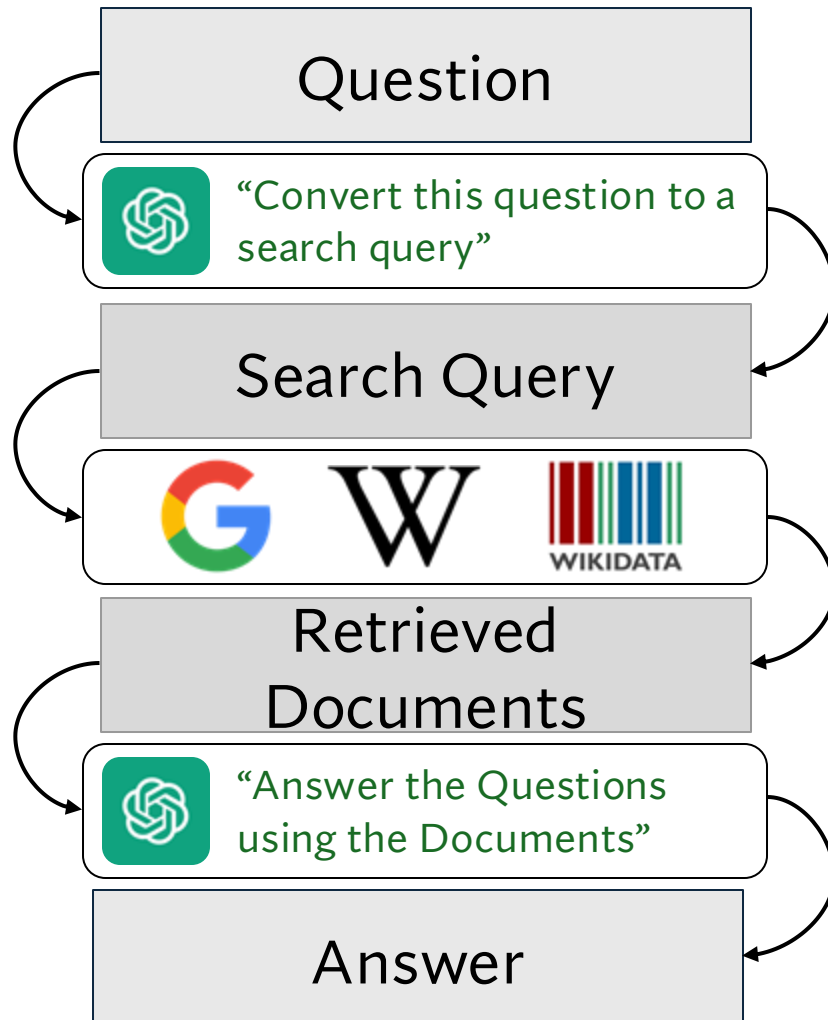 Question
“Convert this question to a
search query”
Search Query
G W WIKIDATA
Retrieved
Documents
“Answer the Questions
using the Documents”
Answer